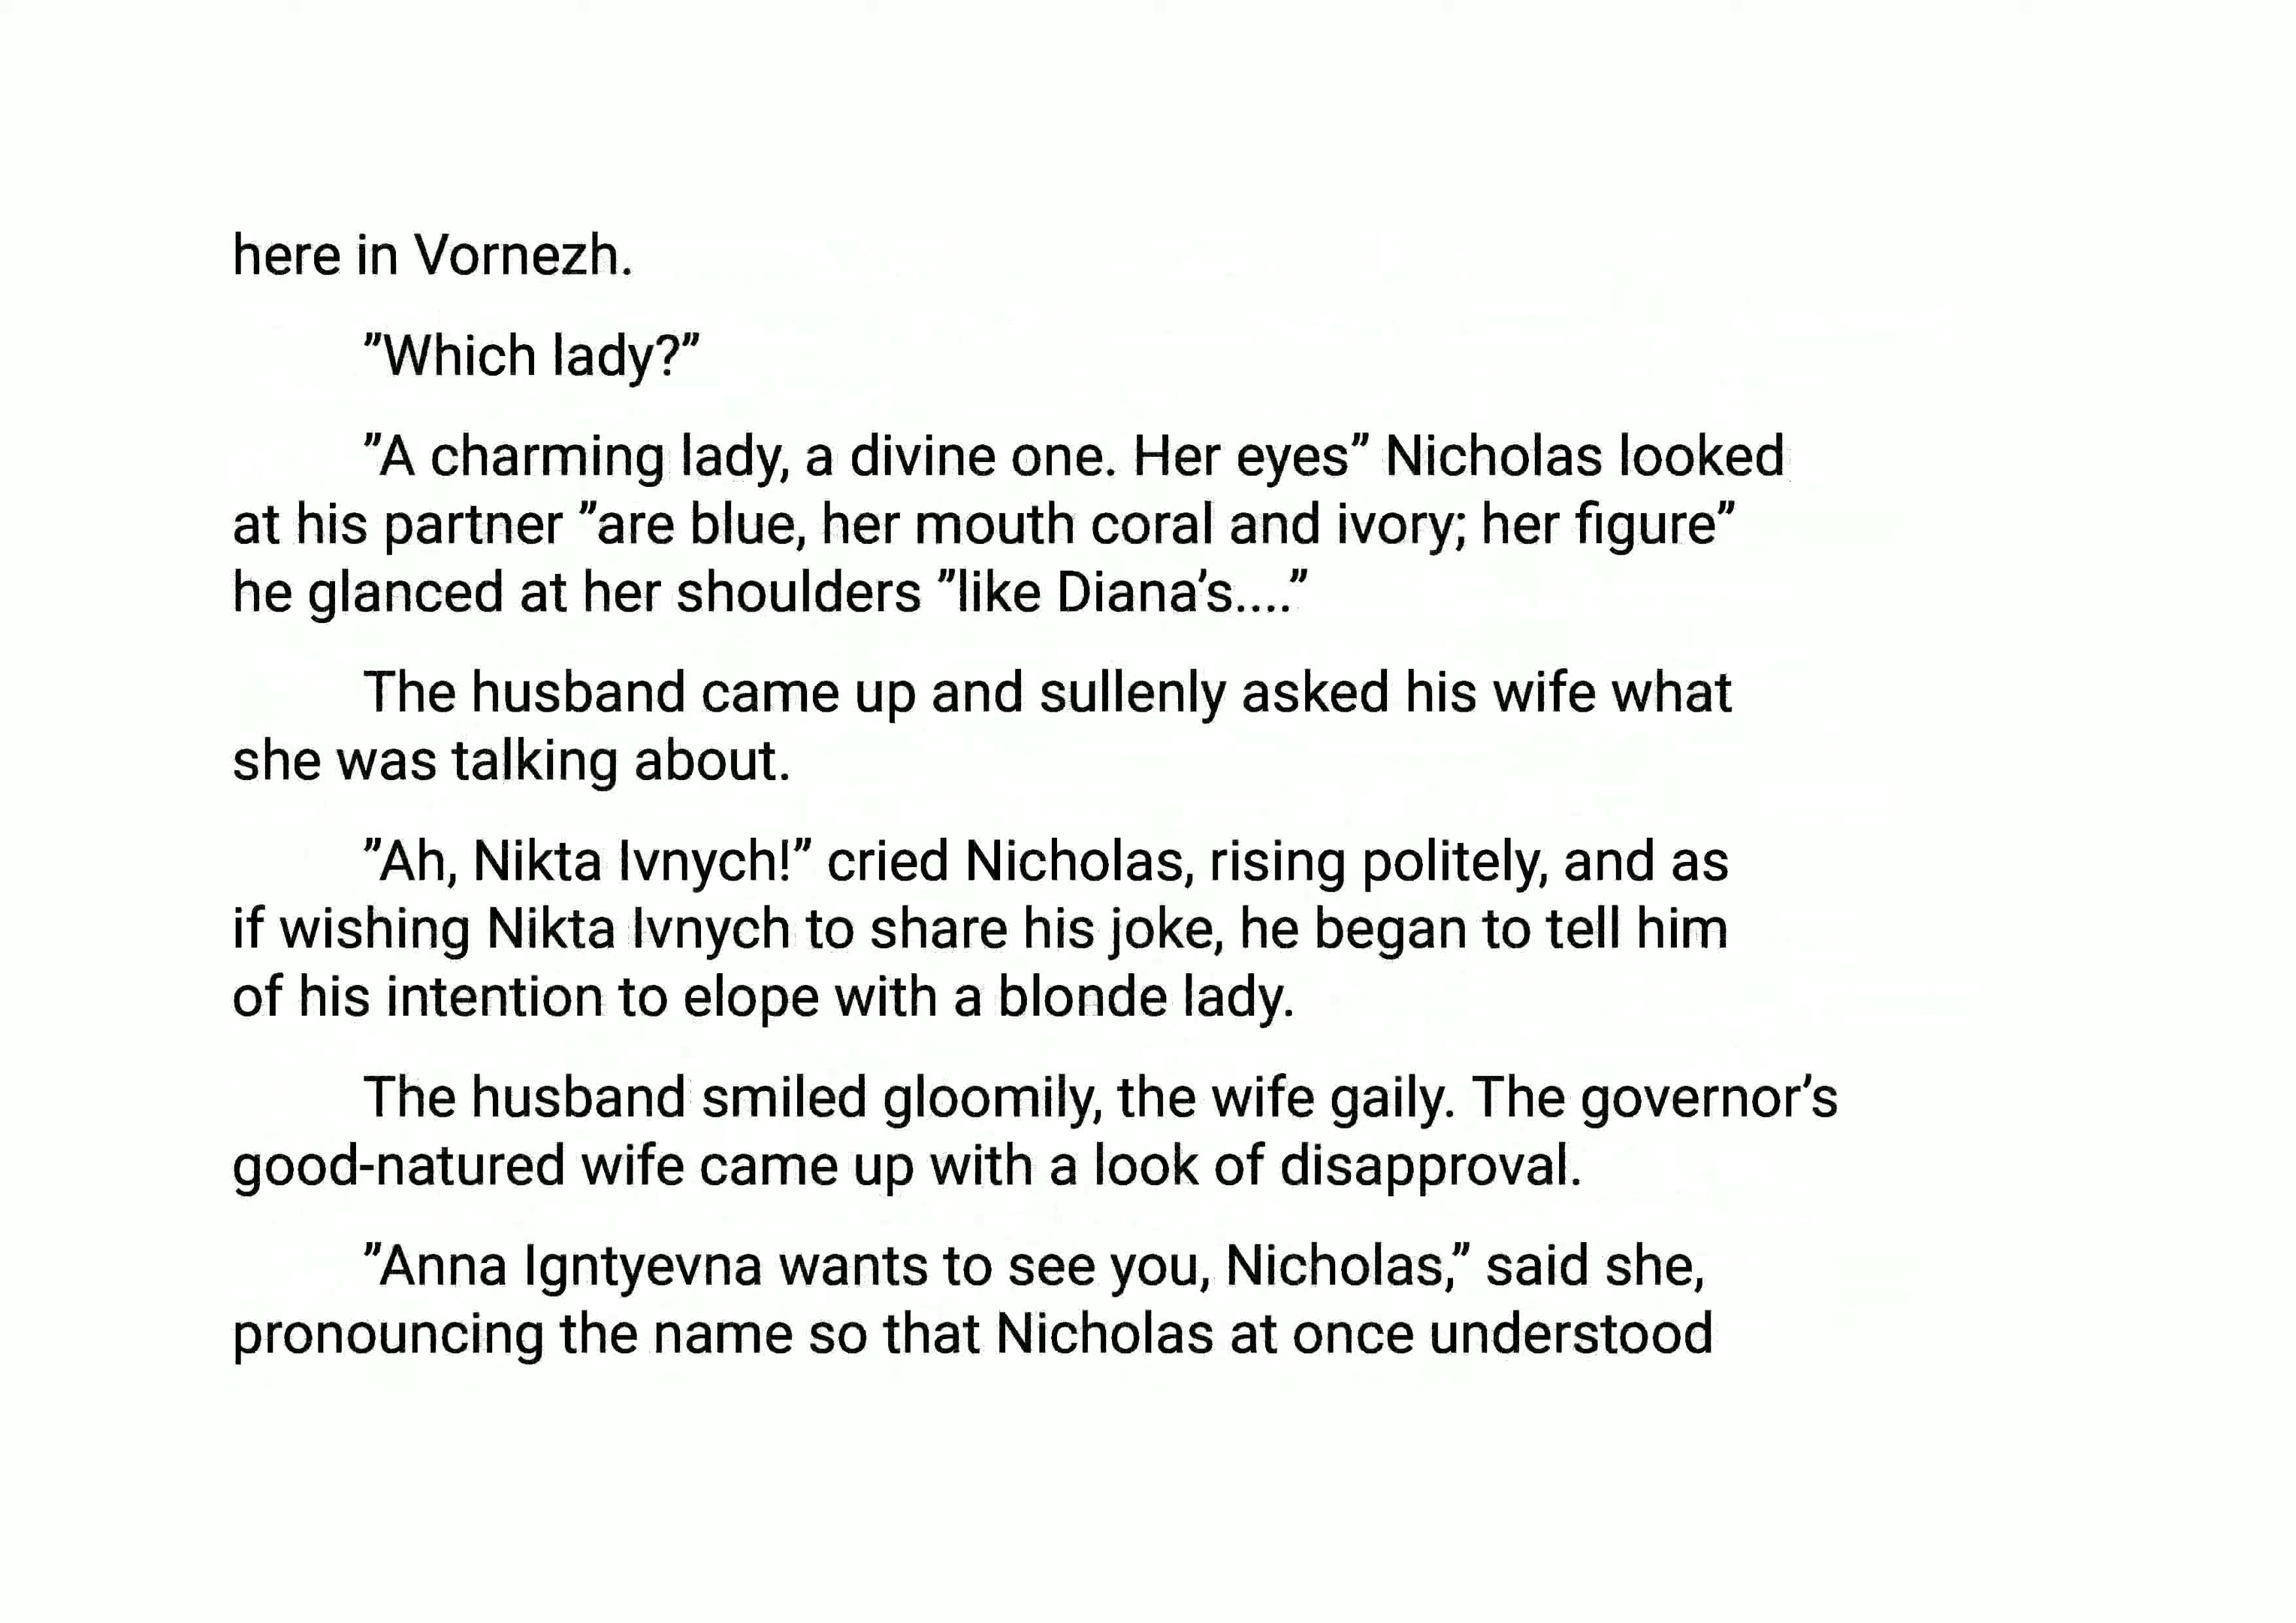 here in Vornezh.
”Which lady?”
”A charming lady, a divine one. Her eyes” Nicholas looked
at his partner ”are blue, her mouth coral and ivory; her figure”
he glanced at her shoulders ”like Diana’s....”
The husband came up and sullenly asked his wife what
she was talking about.
”Ah, Nikta Ivnych!” cried Nicholas, rising politely, and as
if wishing Nikta Ivnych to share his joke, he began to tell him
of his intention to elope with a blonde lady.
The husband smiled gloomily, the wife gaily. The governor’s
good-natured wife came up with a look of disapproval.
”Anna Igntyevna wants to see you, Nicholas,” said she,
pronouncing the name so that Nicholas at once understood